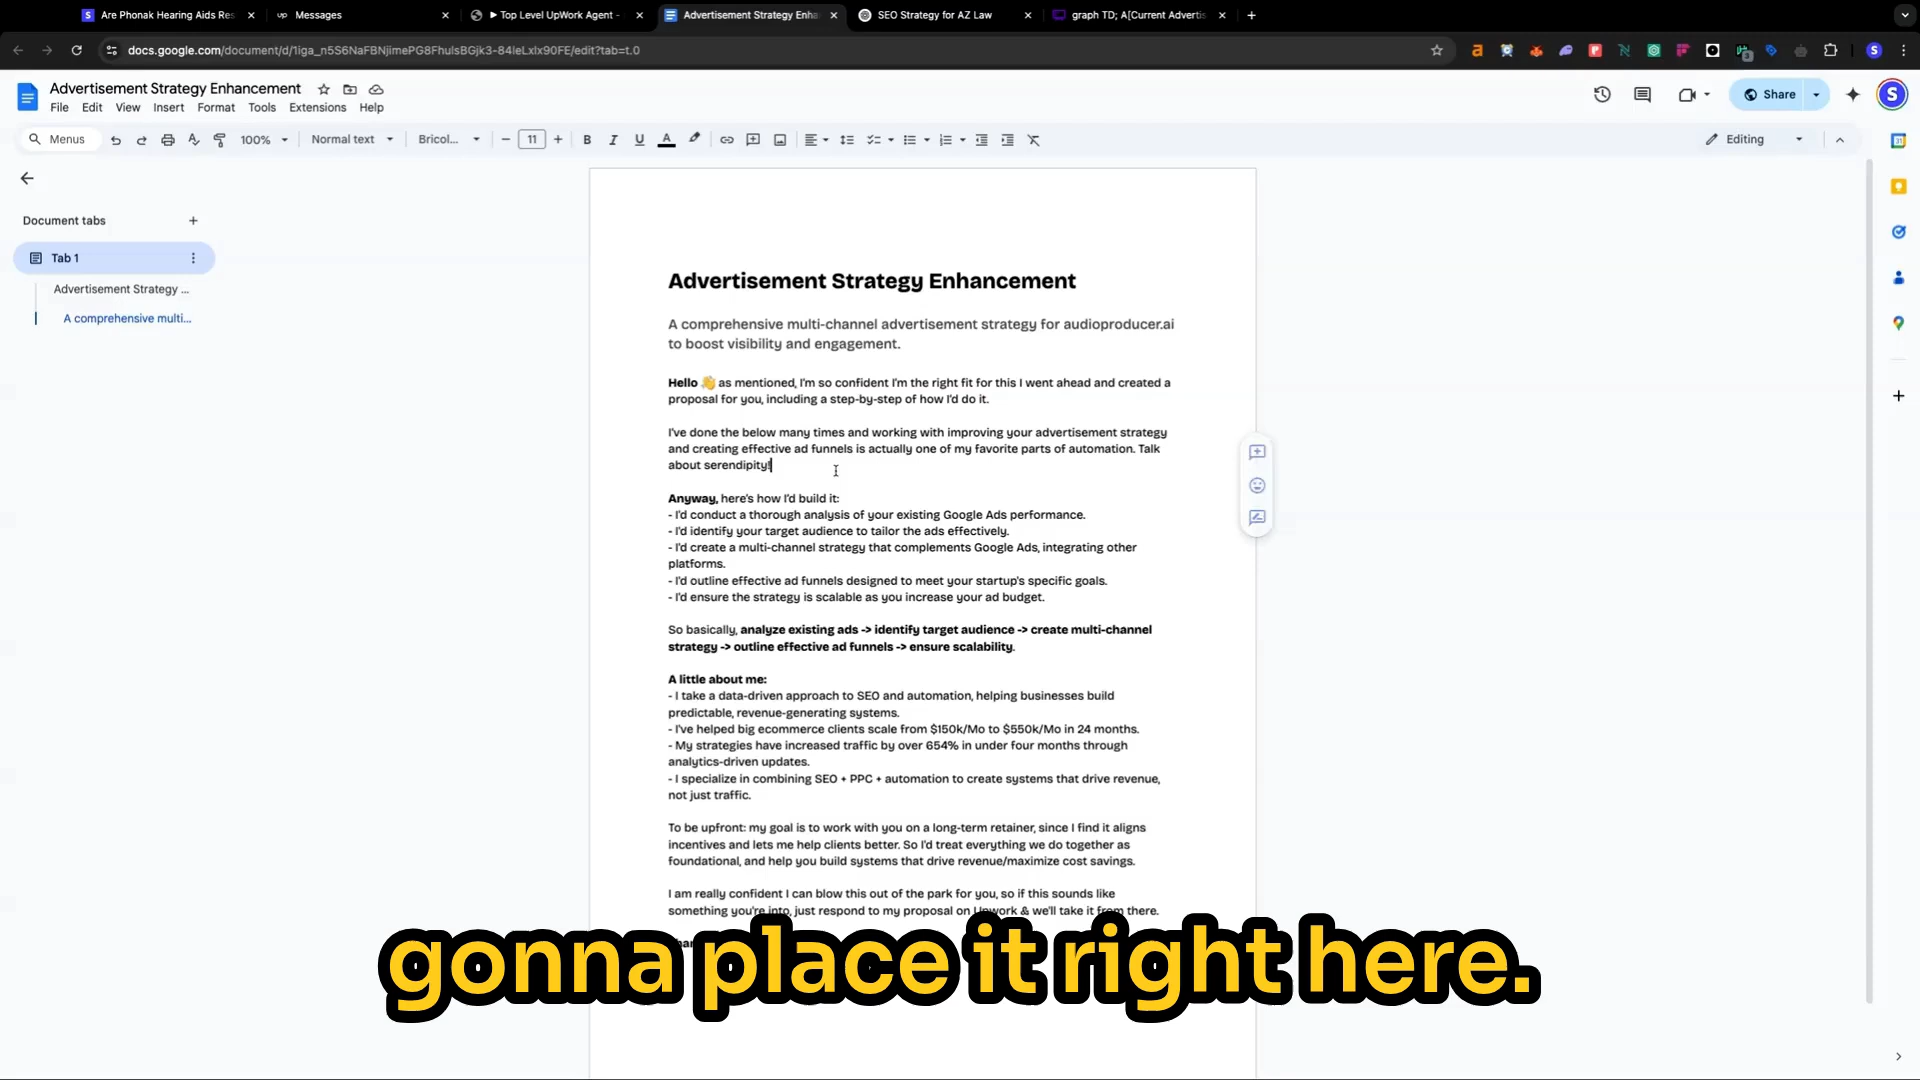 Are Phonak Hearing Aids Res
Messages
Top Level UpWork Agent -
Advertisement Strategy Enha
SEO Strategy for AZ Law
graph TD; A[Current Advertis
docs.google.com/document/d/1iga_n5S6NaFBNjimePG8FhulsBGjk3-84leLxlx90FE/edit?tab=t.0
Advertisement Strategy Enhancement
File Edit View Insert Format Tools Extensions Help
Share
S
Menus
100%
Normal text
Bricol...
11
B I U A
Editing
Document tabs
Tab 1
Advertisement Strategy ...
A comprehensive multi...
Advertisement Strategy Enhancement
A comprehensive multi-channel advertisement strategy for audioproducer.ai
to boost visibility and engagement.
Hello 👋 as mentioned, I'm so confident I'm the right fit for this I went ahead and created a
proposal for you, including a step-by-step of how I'd do it.
I've done the below many times and working with improving your advertisement strategy
and creating effective ad funnels is actually one of my favorite parts of automation. Talk
about serendipity!
Anyway, here's how I'd build it:
- I'd conduct a thorough analysis of your existing Google Ads performance.
- I'd identify your target audience to tailor the ads effectively.
- I'd create a multi-channel strategy that complements Google Ads, integrating other
platforms.
- I'd outline effective ad funnels designed to meet your startup's specific goals.
- I'd ensure the strategy is scalable as you increase your ad budget.
So basically, analyze existing ads -> identify target audience -> create multi-channel
strategy -> outline effective ad funnels -> ensure scalability.
A little about me:
- I take a data-driven approach to SEO and automation, helping businesses build
predictable, revenue-generating systems.
- I've helped big ecommerce clients scale from $150k/Mo to $550k/Mo in 24 months.
- My strategies have increased traffic by over 654% in under four months through
analytics-driven updates.
- I specialize in combining SEO + PPC + automation to create systems that drive revenue,
not just traffic.
To be upfront: my goal is to work with you on a long-term retainer, since I find it aligns
incentives and lets me help clients better. So I'd treat everything we do together as
foundational, and help you build systems that drive revenue/maximize cost savings.
I am really confident I can blow this out of the park for you, so if this sounds like
something you're into, just respond to my proposal on Upwork & we'll take it from there.
gonna place it right here.